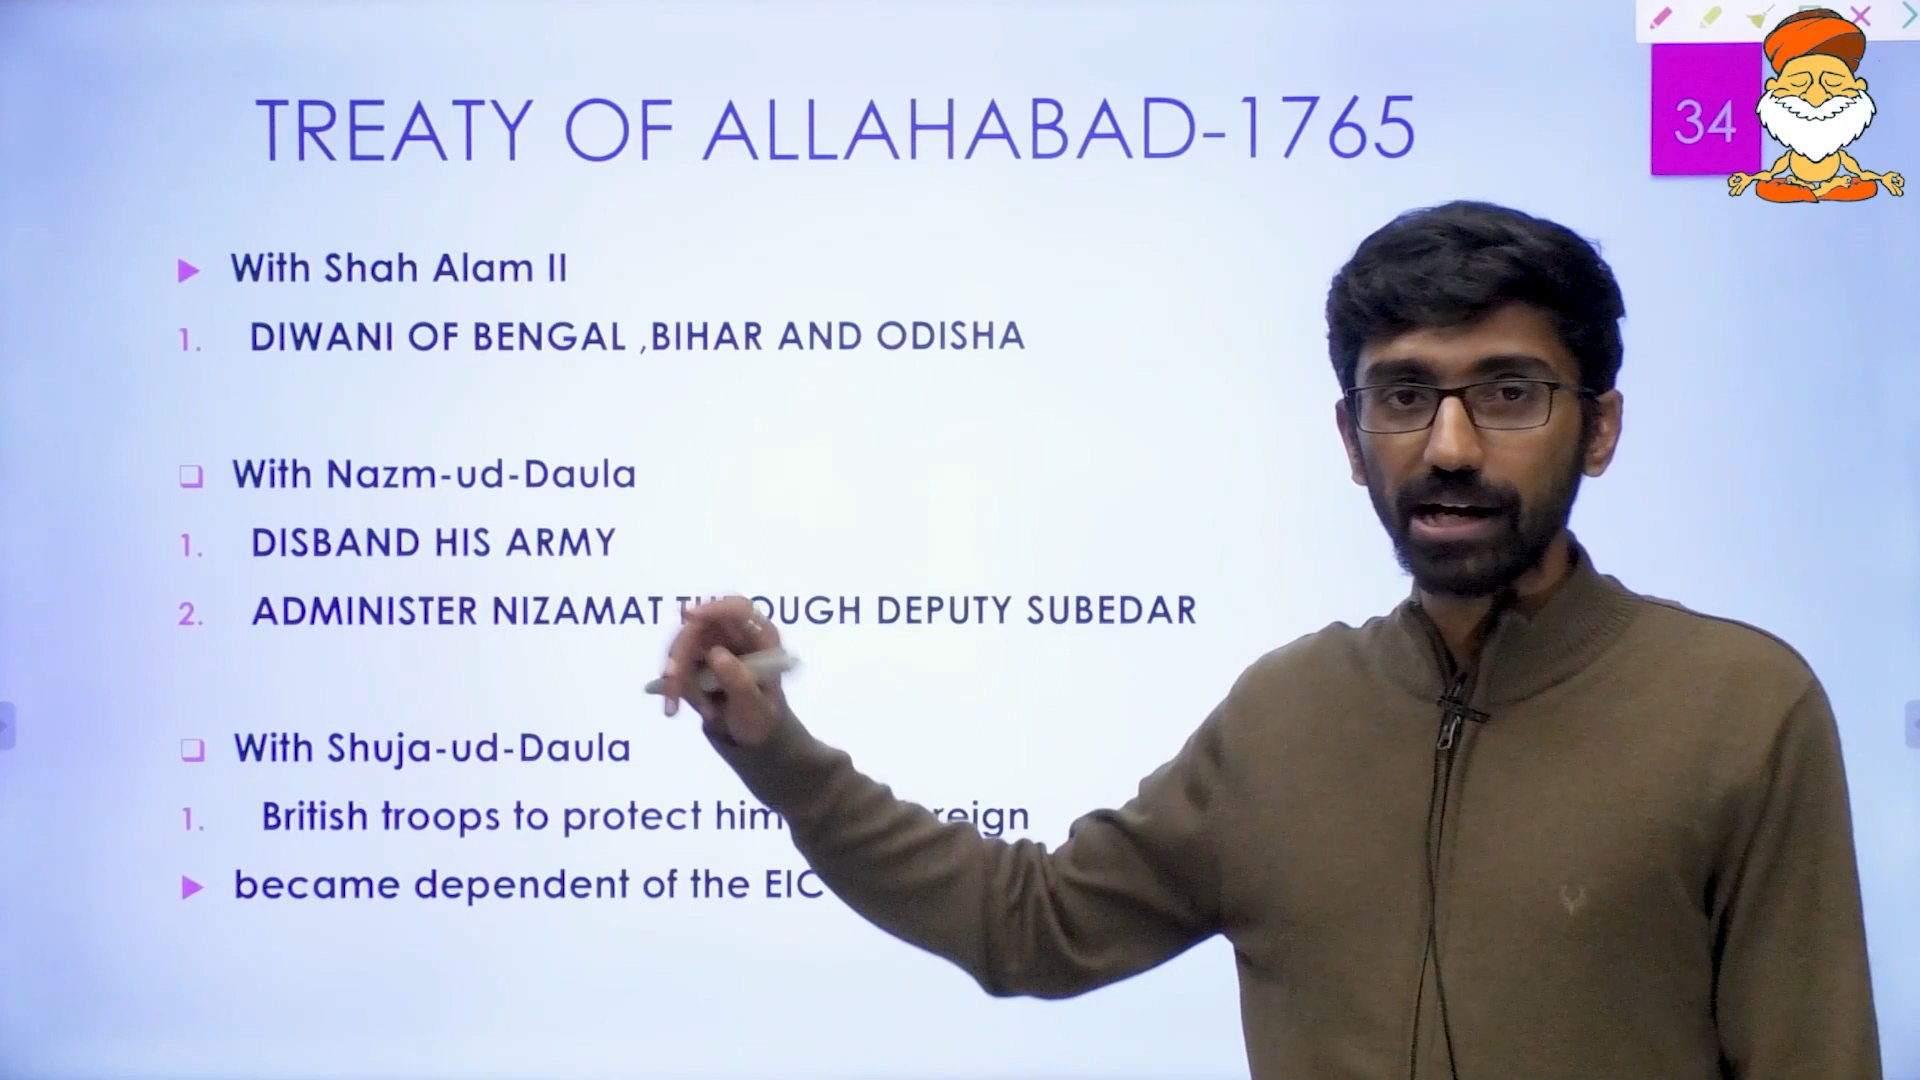 TREATY OF ALLAHABAD-1765
34
With Shah Alam II
1. DIWANI OF BENGAL ,BIHAR AND ODISHA
With Nazm-ud-Daula
1. DISBAND HIS ARMY
2. ADMINISTER NIZAMAT THROUGH DEPUTY SUBEDAR
With Shuja-ud-Daula
1. British troops to protect him
became dependent of the EIC